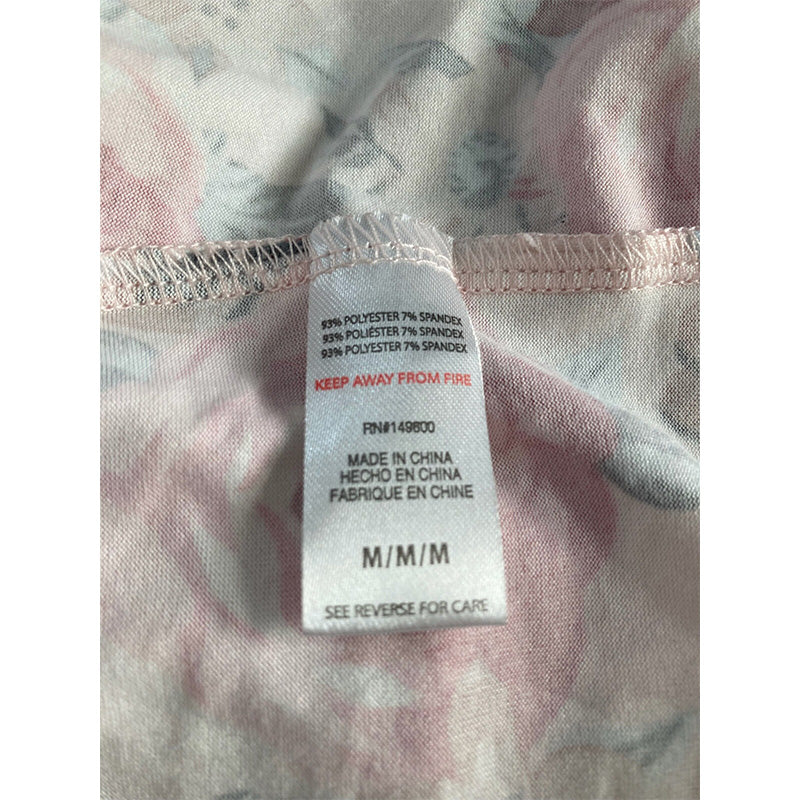 93% POLYESTER 7% SPANDEX
93% POLIÉSTER 7% SPANDEX
93% POLYESTER 7% SPANDEX
KEEP AWAY FROM FIRE
RN#149600
MADE IN CHINA
HECHO EN CHINA
FABRIQUE EN CHINE
M/M/M
SEE REVERSE FOR CARE